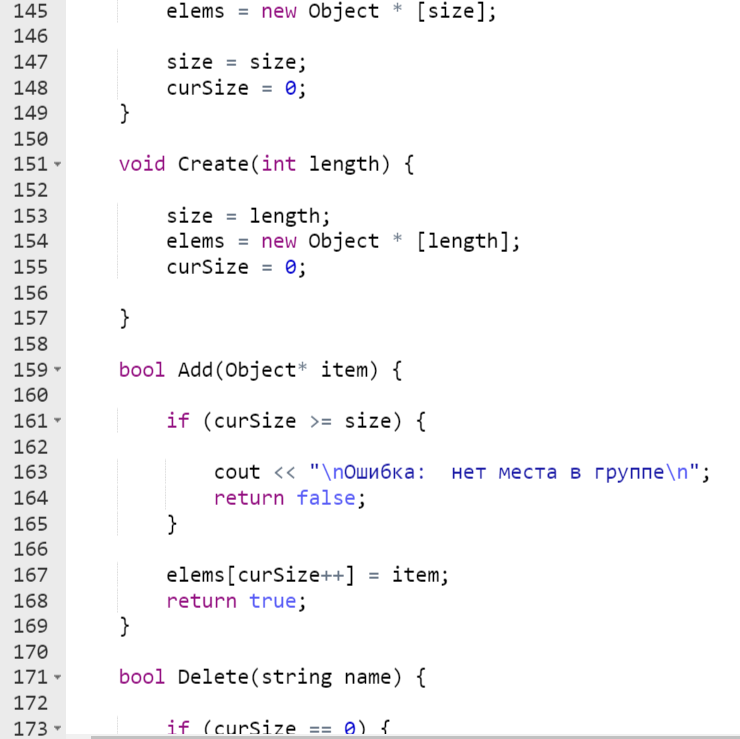 145 elems = new Object * [size];
146
147 size = size;
148 curSize = 0;
149 }
150
151 void Create(int length) {
152
153 size = length;
154 elems = new Object * [length];
155 curSize = 0;
156
157 }
158
159 bool Add(Object* item) {
160
161 if (curSize >= size) {
162
163 cout << "\nОшибка:  нет места в группе\n";
164 return false;
165 }
166
167 elems[curSize++] = item;
168 return true;
169 }
170
171 bool Delete(string name) {
172
173 if (curSize == 0) {